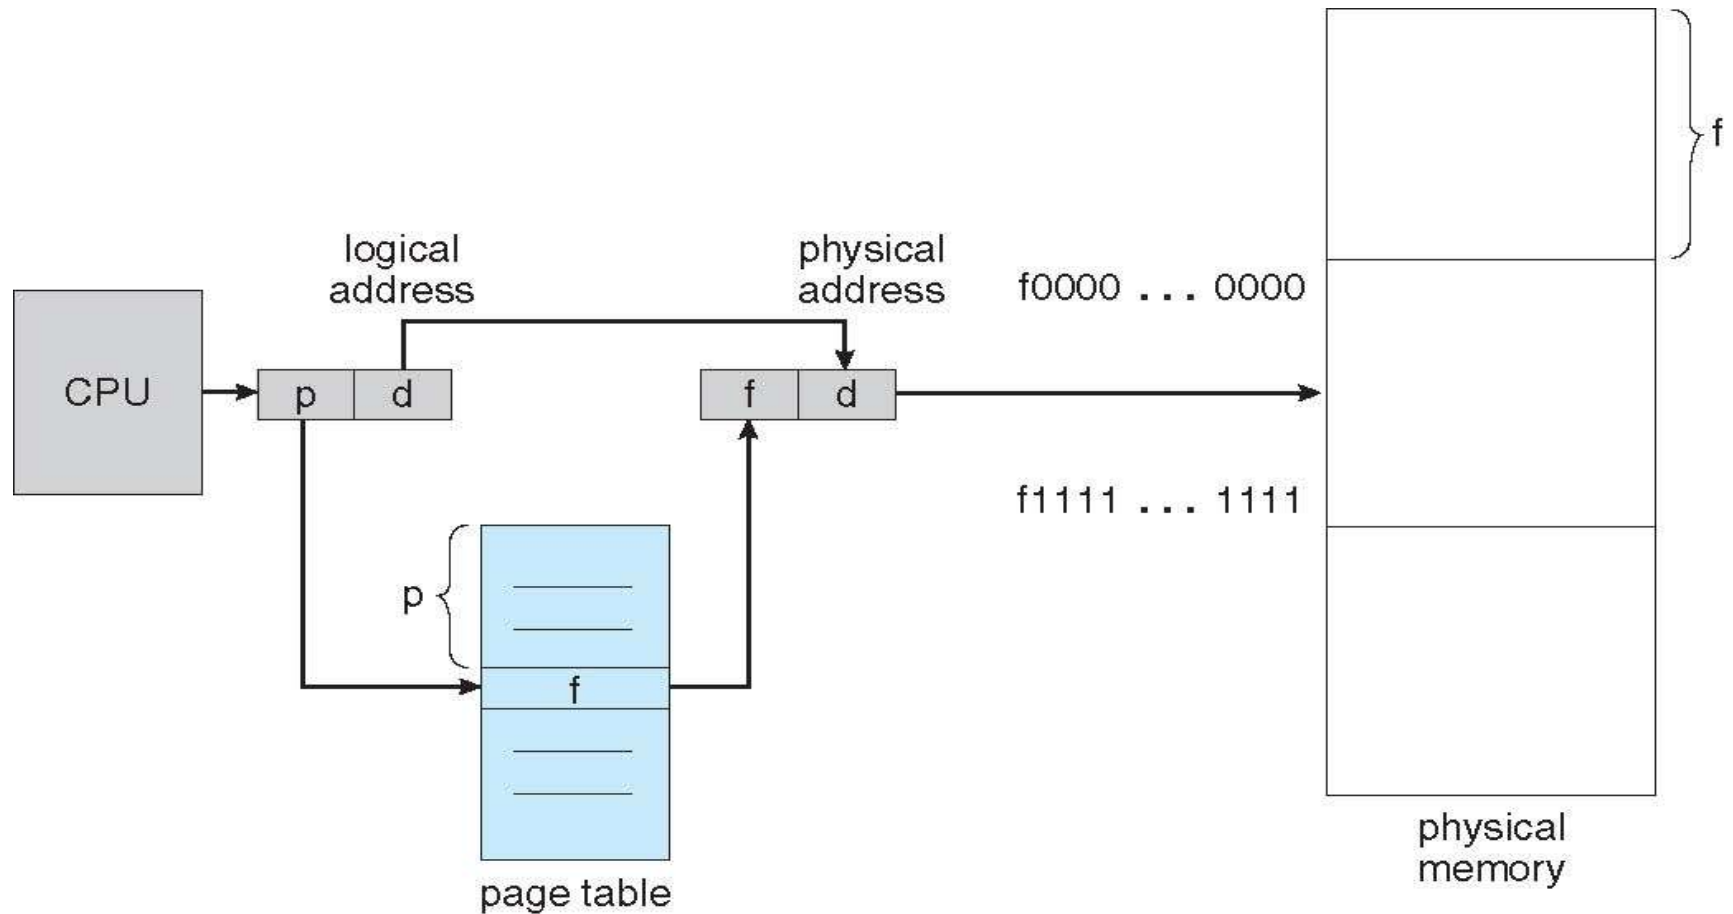 f
logical
address
physical
address
f0000 ... 0000
CPU
p
d
f
d
f1111 ... 1111
p
f
physical
memory
page table